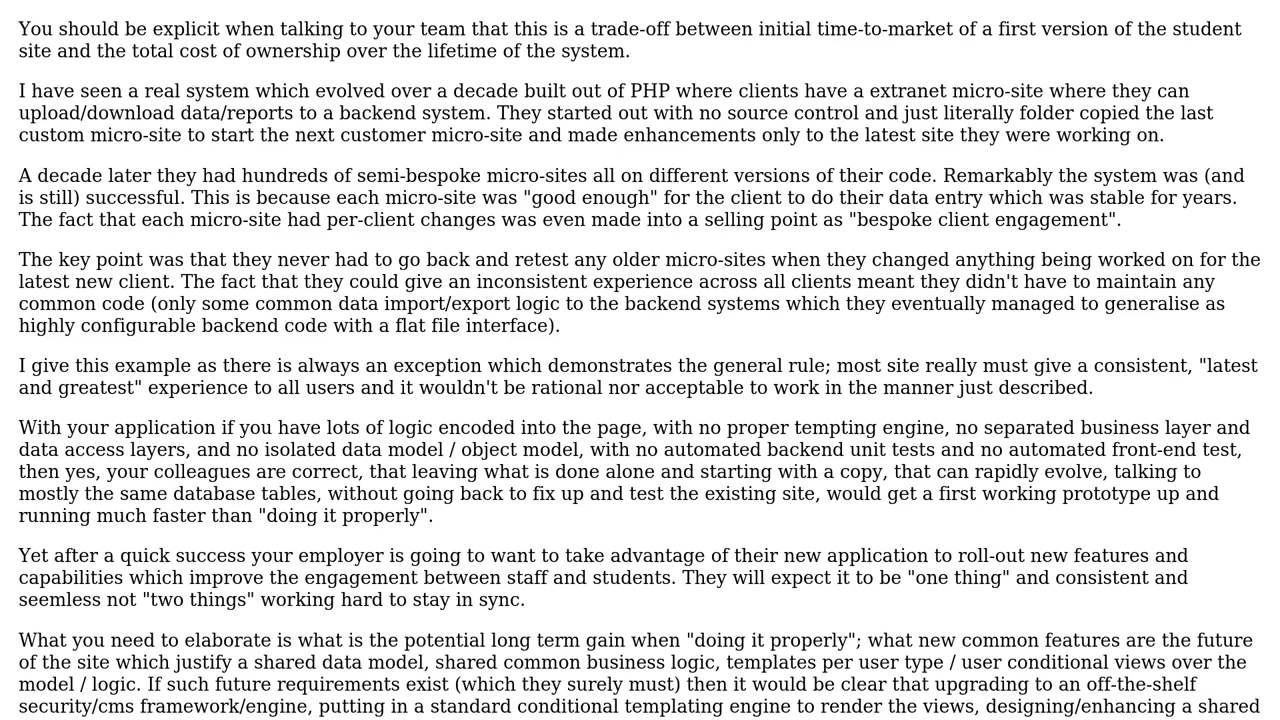 You should be explicit when talking to your team that this is a trade-off between initial time-to-market of a first version of the student
site and the total cost of ownership over the lifetime of the system.
I have seen a real system which evolved over a decade built out of PHP where clients have a extranet micro-site where they can
upload/download data/reports to a backend system. They started out with no source control and just literally folder copied the last
custom micro-site to start the next customer micro-site and made enhancements only to the latest site they were working on.
A decade later they had hundreds of semi-bespoke micro-sites all on different versions of their code. Remarkably the system was (and
is still) successful. This is because each micro-site was "good enough" for the client to do their data entry which was stable for years.
The fact that each micro-site had per-client changes was even made into a selling point as "bespoke client engagement".
The key point was that they never had to go back and retest any older micro-sites when they changed anything being worked on for the
latest new client. The fact that they could give an inconsistent experience across all clients meant they didn't have to maintain any
common code (only some common data import/export logic to the backend systems which they eventually managed to generalise as
highly configurable backend code with a flat file interface).
I give this example as there is always an exception which demonstrates the general rule; most site really must give a consistent, "latest
and greatest" experience to all users and it wouldn't be rational nor acceptable to work in the manner just described.
With your application if you have lots of logic encoded into the page, with no proper tempting engine, no separated business layer and
data access layers, and no isolated data model / object model, with no automated backend unit tests and no automated front-end test,
then yes, your colleagues are correct, that leaving what is done alone and starting with a copy, that can rapidly evolve, talking to
mostly the same database tables, without going back to fix up and test the existing site, would get a first working prototype up and
running much faster than "doing it properly".
Yet after a quick success your employer is going to want to take advantage of their new application to roll-out new features and
capabilities which improve the engagement between staff and students. They will expect it to be "one thing" and consistent and
seemless not "two things" working hard to stay in sync.
What you need to elaborate is what is the potential long term gain when "doing it properly"; what new common features are the future
of the site which justify a shared data model, shared common business logic, templates per user type / user conditional views over the
model / logic. If such future requirements exist (which they surely must) then it would be clear that upgrading to an off-the-shelf
security/cms framework/engine, putting in a standard conditional templating engine to render the views, designing/enhancing a shared